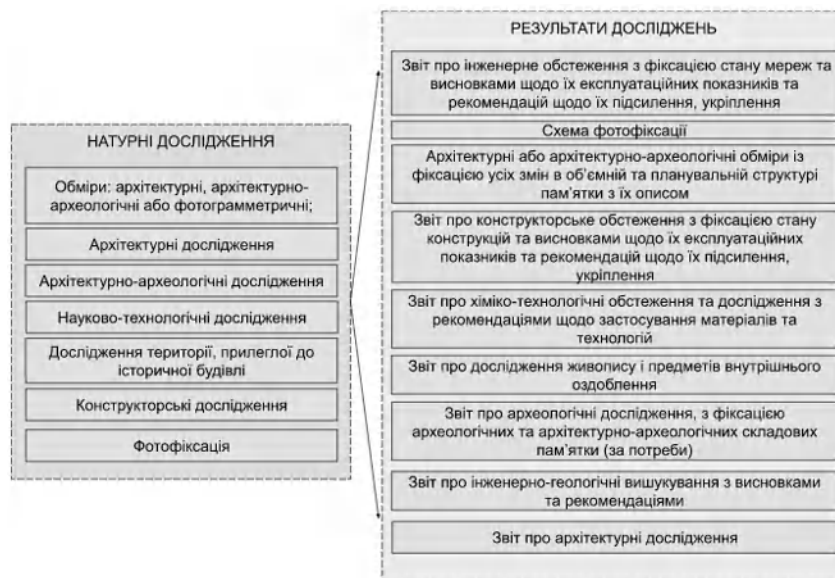 НАТУРНІ ДОСЛІДЖЕННЯ
Обміри: архітектурні, архітектурно-
археологічні або фотограмметричні;
Архітектурні дослідження
Архітектурно-археологічні дослідження
Науково-технологічні дослідження
Дослідження території, прилеглої до
історичної будівлі
Конструкторські дослідження
Фотофіксація
РЕЗУЛЬТАТИ ДОСЛІДЖЕНЬ
Звіт про інженерне обстеження з фіксацією стану мереж та
висновками щодо їх експлуатаційних показників та
рекомендацій щодо їх підсилення, укріплення
Схема фотофіксації
Архітектурні або архітектурно-археологічні обміри із
фіксацією усіх змін в об’ємній та планувальній структурі
пам’ятки з їх описом
Звіт про конструкторське обстеження з фіксацією стану
конструкцій та висновками щодо їх експлуатаційних
показників та рекомендацій щодо їх підсилення,
укріплення
Звіт про хіміко-технологічні обстеження та дослідження з
рекомендаціями щодо застосування матеріалів та
технологій
Звіт про дослідження живопису і предметів внутрішнього
оздоблення
Звіт про археологічні дослідження, з фіксацією
археологічних та архітектурно-археологічних складових
пам’ятки (за потреби)
Звіт про інженерно-геологічні вишукування з висновками
та рекомендаціями
Звіт про архітектурні дослідження